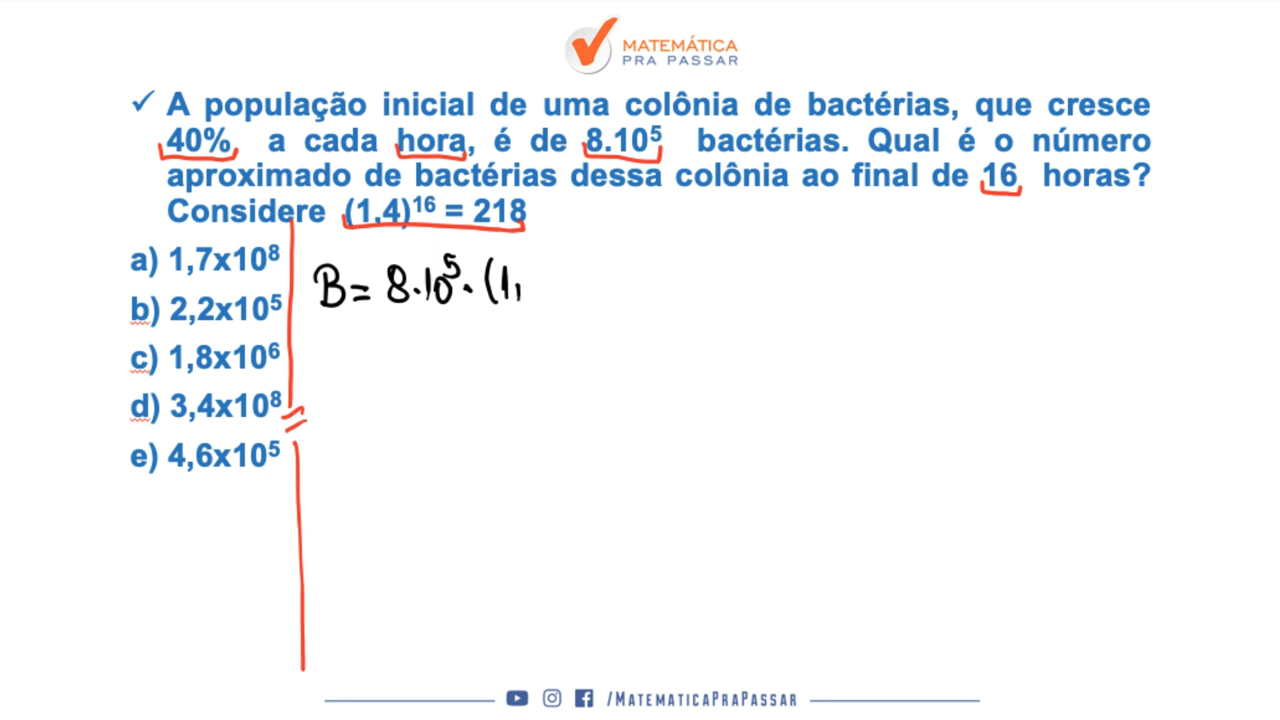 MATEMÁTICA
PRA PASSAR
✓ A população inicial de uma colônia de bactérias, que cresce
40% a cada hora, é de 8.10⁵ bactérias. Qual é o número
aproximado de bactérias dessa colônia ao final de 16 horas?
Considere (1,4)¹⁶ = 218
a) 1,7x10⁸
b) 2,2x10⁵
c) 1,8x10⁶
d) 3,4x10⁸
e) 4,6x10⁵
B = 8.10⁵. (1,
/MatematicaPraPassar